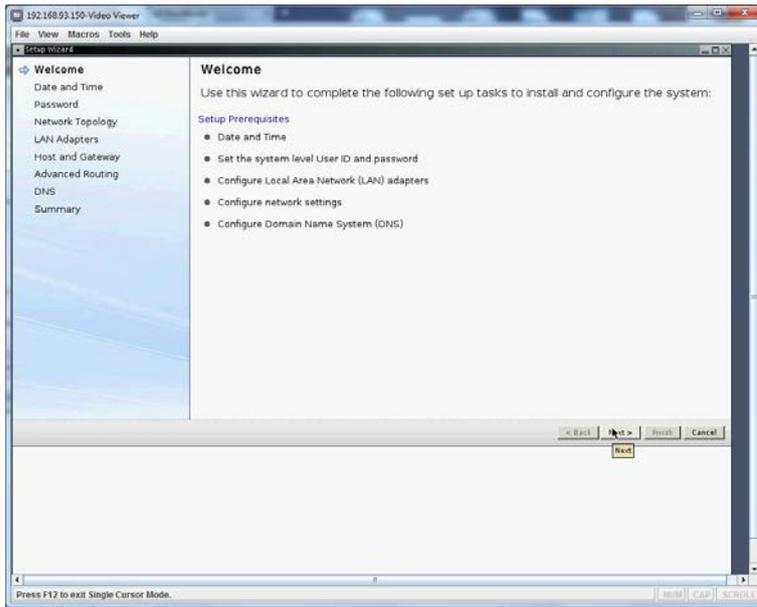 192.168.93.150-Video Viewer
File View Macros Tools Help
Setup Wizard
Welcome
Date and Time
Password
Network Topology
LAN Adapters
Host and Gateway
Advanced Routing
DNS
Summary
Welcome
Use this wizard to complete the following set up tasks to install and configure the system:
Setup Prerequisites
Date and Time
Set the system level User ID and password
Configure Local Area Network (LAN) adapters
Configure network settings
Configure Domain Name System (DNS)
< Back Next > Finish Cancel
Next
Press F12 to exit Single Cursor Mode.
NUM CAP SCROLL